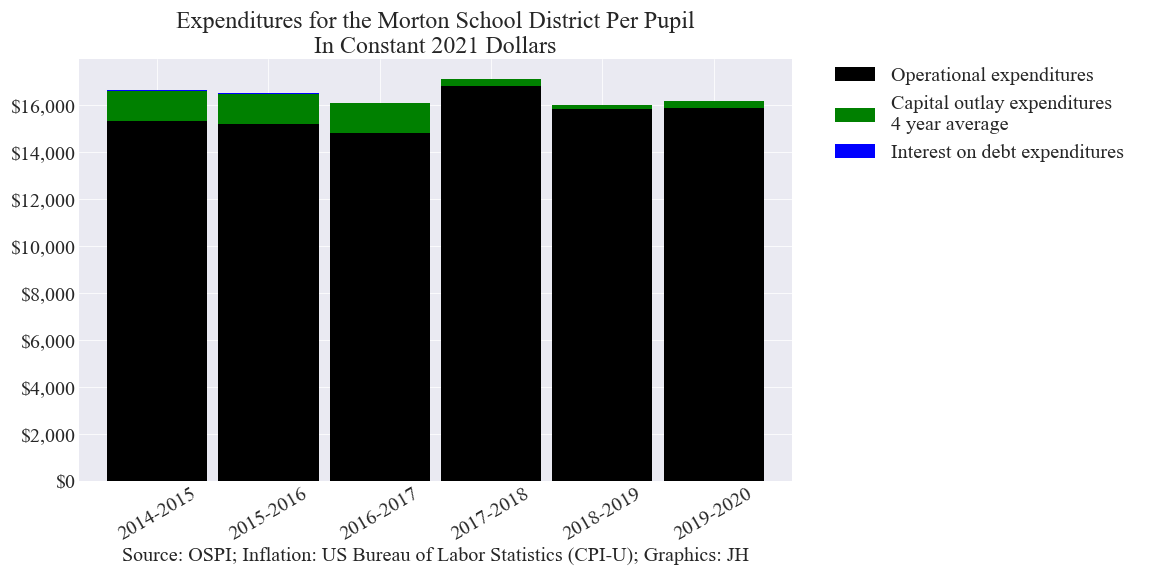 Expenditures for the Morton School District Per Pupil
In Constant 2021 Dollars
Operational expenditures
Capital outlay expenditures
4 year average
Interest on debt expenditures
$16,000
$14,000
$12,000
$10,000
$8,000
$6,000
$4,000
$2,000
$0
2014-2015
2015-2016
2016-2017
2017-2018
2018-2019
2019-2020
Source: OSPI; Inflation: US Bureau of Labor Statistics (CPI-U); Graphics: JH